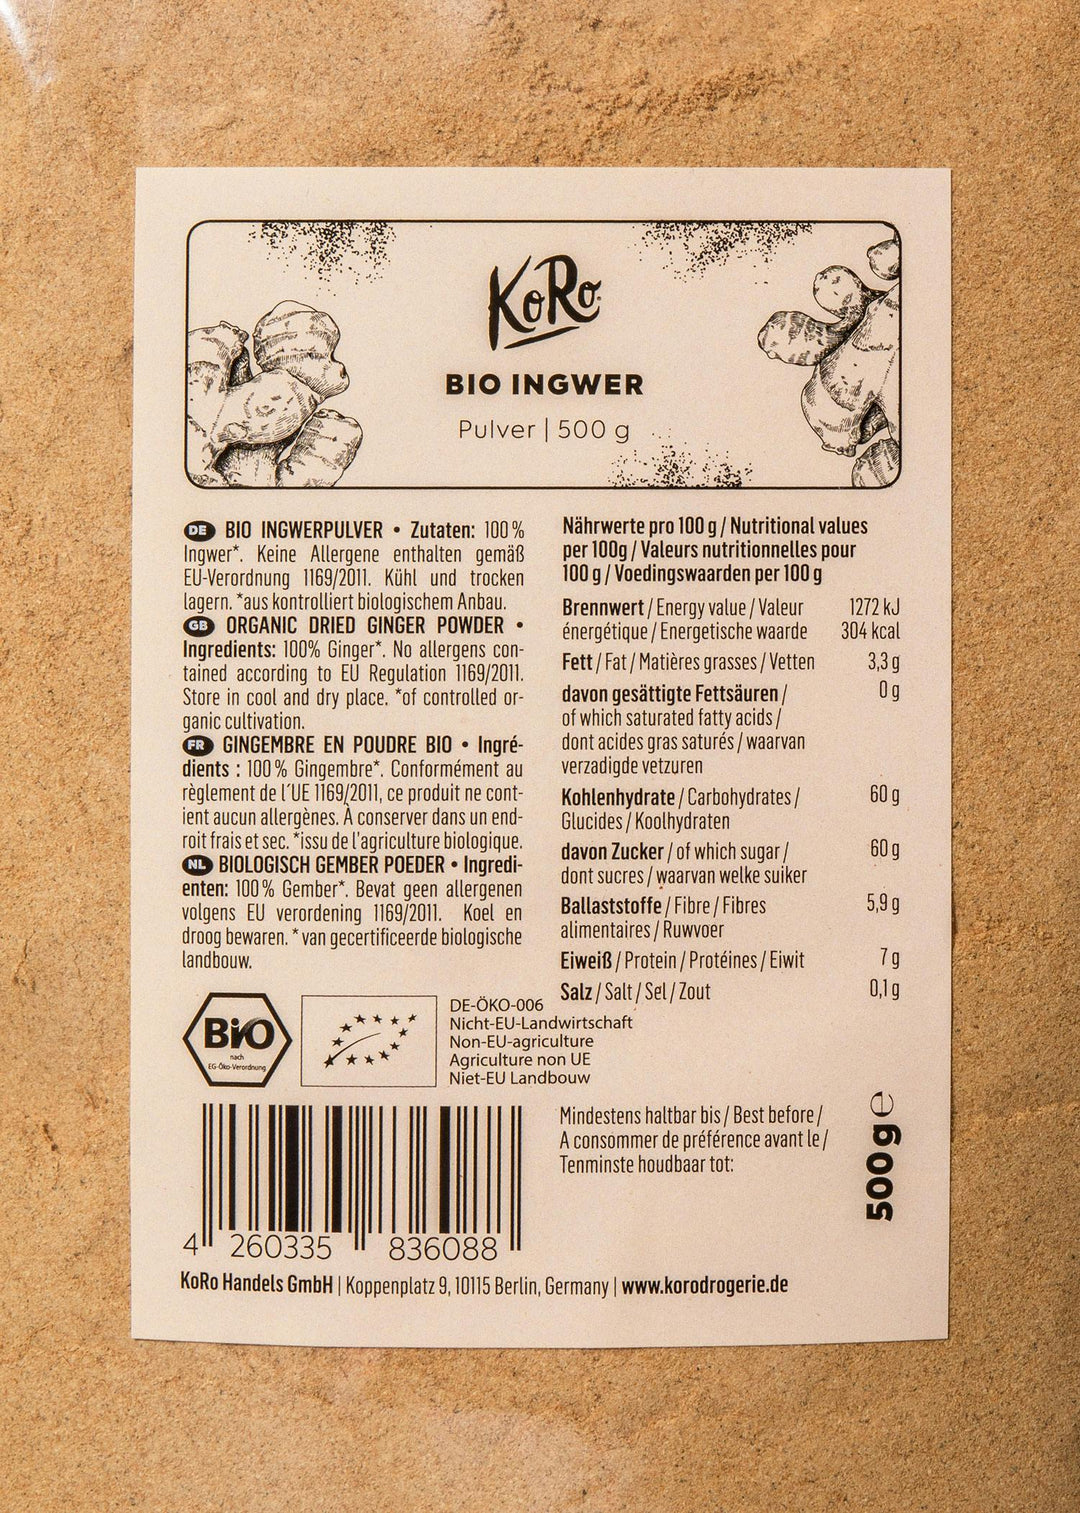 KoRo
BIO INGWER
Pulver | 500 g
DE BIO INGWERPULVER • Zutaten: 100 %
Ingwer*. Keine Allergene enthalten gemäß
EU-Verordnung 1169/2011. Kühl und trocken
lagern. *aus kontrolliert biologischem Anbau.
GB ORGANIC DRIED GINGER POWDER •
Ingredients: 100% Ginger*. No allergens con-
tained according to EU Regulation 1169/2011.
Store in cool and dry place. *of controlled or-
ganic cultivation.
FR GINGEMBRE EN POUDRE BIO • Ingré-
dients : 100 % Gingembre*. Conformément au
règlement de l´UE 1169/2011, ce produit ne cont-
ient aucun allergènes. À conserver dans un end-
roit frais et sec. *issu de l'agriculture biologique.
NL BIOLOGISCH GEMBER POEDER • Ingredi-
enten: 100 % Gember*. Bevat geen allergenen
volgens EU verordening 1169/2011. Koel en
droog bewaren. * van gecertificeerde biologische
landbouw.
Nährwerte pro 100 g / Nutritional values
per 100g / Valeurs nutritionnelles pour
100 g / Voedingswaarden per 100 g
Brennwert / Energy value / Valeur 1272 kJ
énergétique / Energetische waarde 304 kcal
Fett / Fat / Matières grasses / Vetten 3,3 g
davon gesättigte Fettsäuren / 0 g
of which saturated fatty acids /
dont acides gras saturés / waarvan
verzadigde vetzuren
Kohlenhydrate / Carbohydrates / 60 g
Glucides / Koolhydraten
davon Zucker / of which sugar / 60 g
dont sucres / waarvan welke suiker
Ballaststoffe / Fibre / Fibres 5,9 g
alimentaires / Ruwvoer
Eiweiß / Protein / Protéines / Eiwit 7 g
Salz / Salt / Sel / Zout 0,1 g
Bio
nach
EG-Öko-Verordnung
DE-ÖKO-006
Nicht-EU-Landwirtschaft
Non-EU-agriculture
Agriculture non UE
Niet-EU Landbouw
Mindestens haltbar bis / Best before /
A consommer de préférence avant le /
Tenminste houdbaar tot:
500 g e
4 260335 836088
KoRo Handels GmbH | Koppenplatz 9, 10115 Berlin, Germany | www.korodrogerie.de